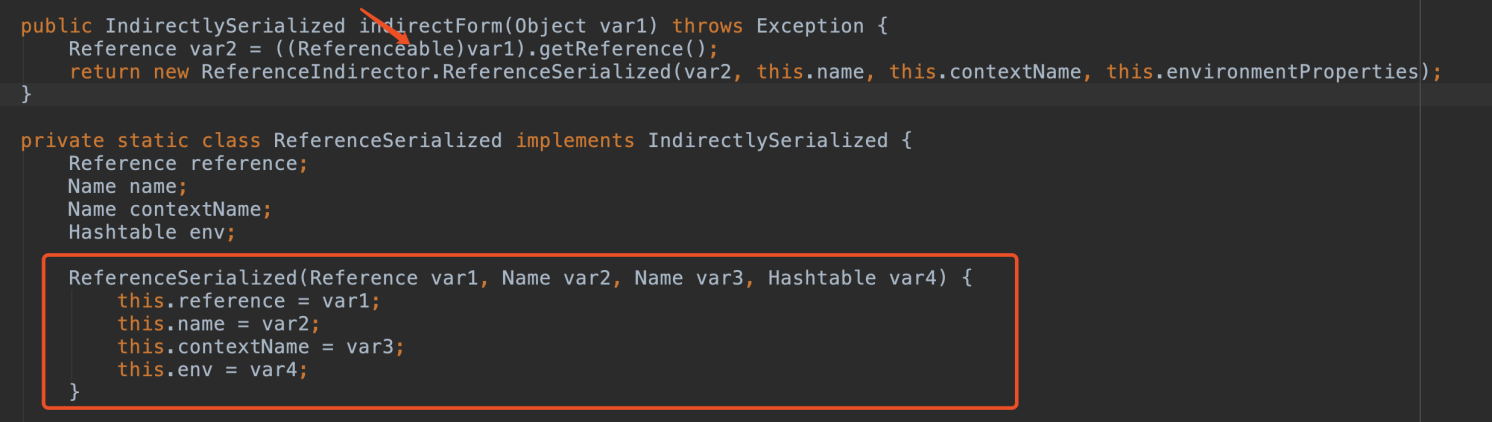 public IndirectlySerialized indirectForm(Object var1) throws Exception {
    Reference var2 = ((Referenceable)var1).getReference();
    return new ReferenceIndirector.ReferenceSerialized(var2, this.name, this.contextName, this.environmentProperties);
}
private static class ReferenceSerialized implements IndirectlySerialized {
    Reference reference;
    Name name;
    Name contextName;
    Hashtable env;
    ReferenceSerialized(Reference var1, Name var2, Name var3, Hashtable var4) {
        this.reference = var1;
        this.name = var2;
        this.contextName = var3;
        this.env = var4;
    }